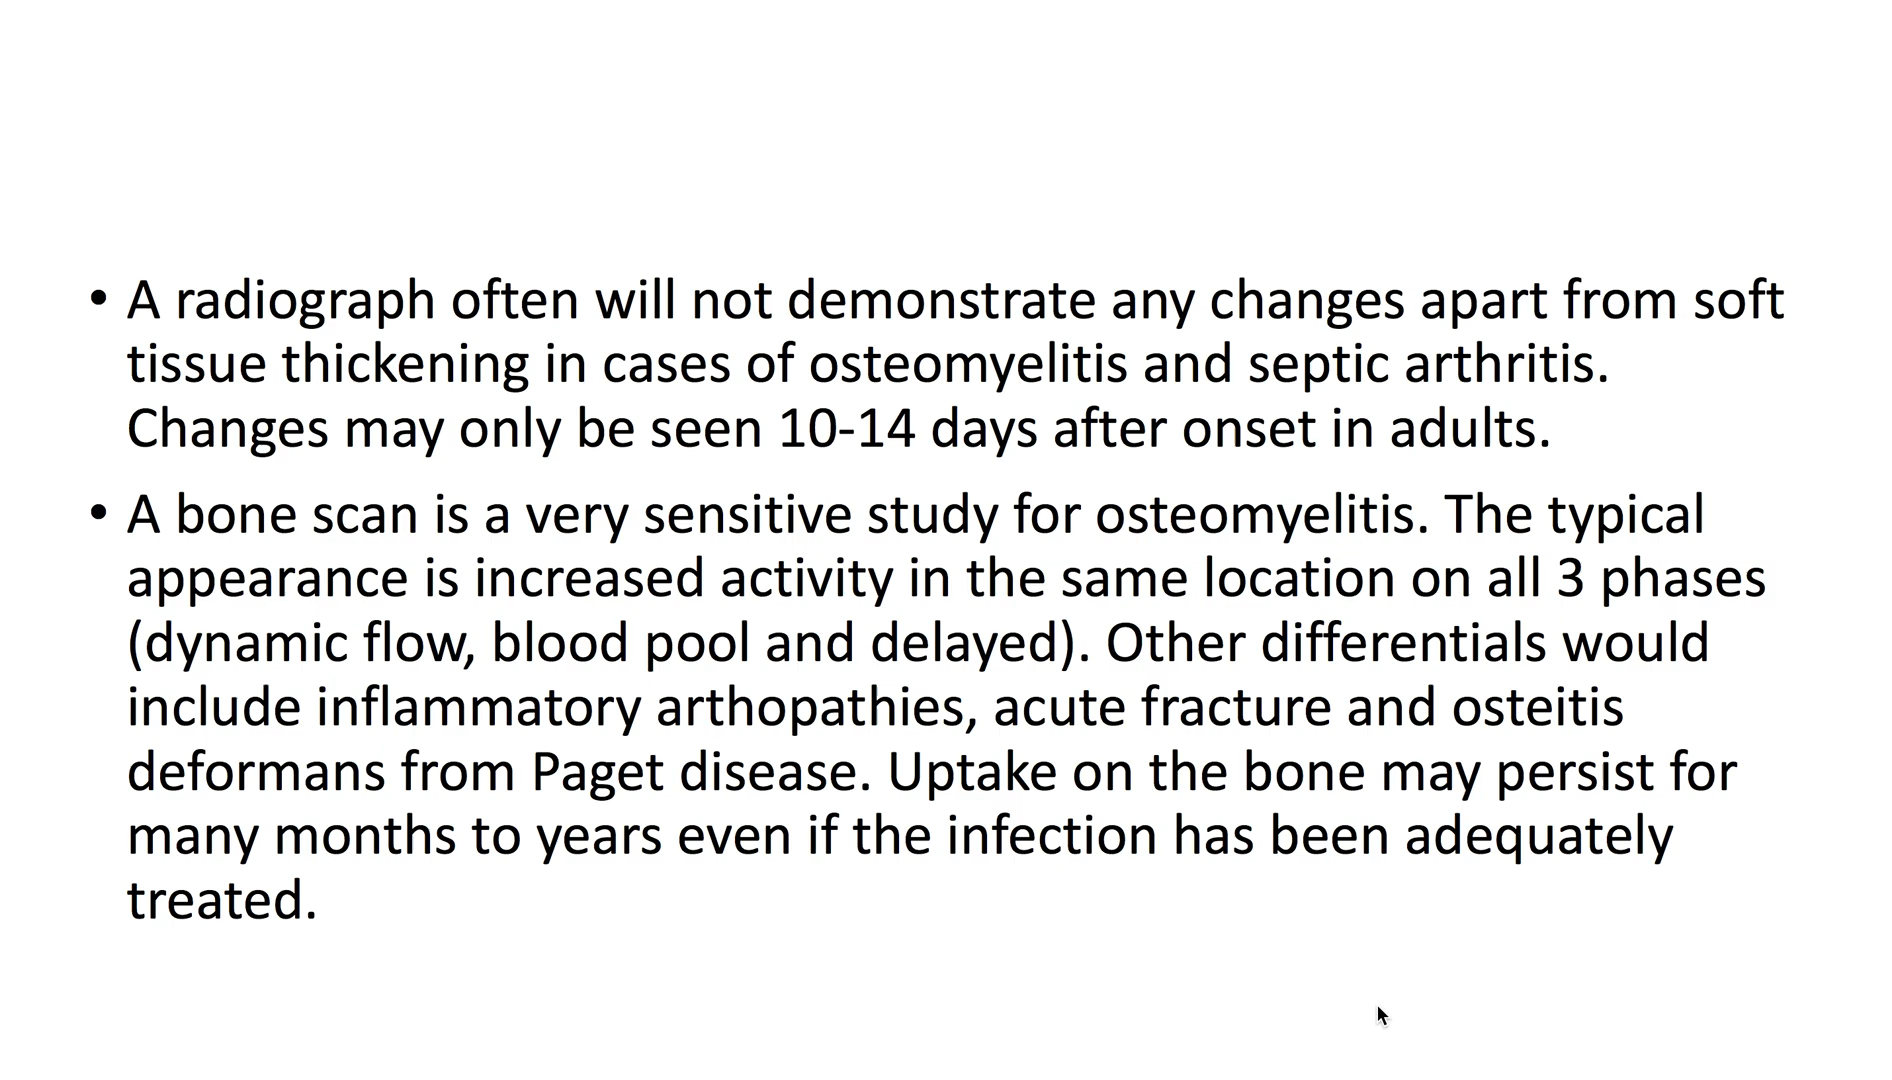 • A radiograph often will not demonstrate any changes apart from soft
tissue thickening in cases of osteomyelitis and septic arthritis.
Changes may only be seen 10-14 days after onset in adults.
• A bone scan is a very sensitive study for osteomyelitis. The typical
appearance is increased activity in the same location on all 3 phases
(dynamic flow, blood pool and delayed). Other differentials would
include inflammatory arthopathies, acute fracture and osteitis
deformans from Paget disease. Uptake on the bone may persist for
many months to years even if the infection has been adequately
treated.